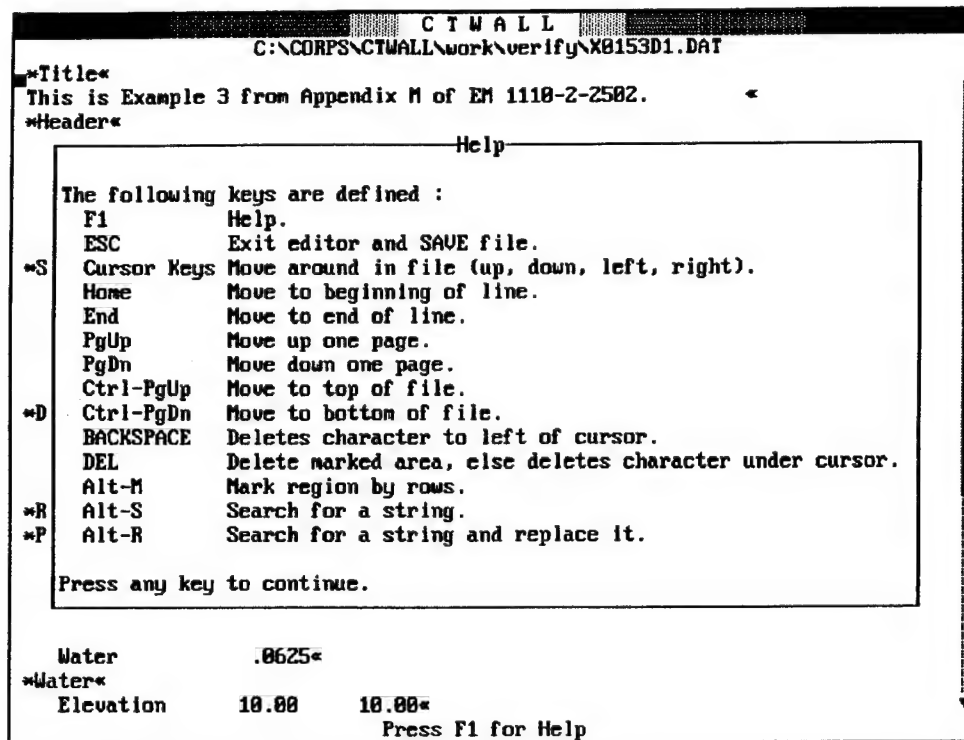 C T W A L L
C:\CORPS\CTWALL\work\verify\X0153D1.DAT
*Title«
This is Example 3 from Appendix M of EM 1110-2-2502. «
*Header«
Help
The following keys are defined :
F1 Help.
ESC Exit editor and SAVE file.
*S Cursor Keys Move around in file (up, down, left, right).
Home Move to beginning of line.
End Move to end of line.
PgUp Move up one page.
PgDn Move down one page.
Ctrl-PgUp Move to top of file.
*D Ctrl-PgDn Move to bottom of file.
BACKSPACE Deletes character to left of cursor.
DEL Delete marked area, else deletes character under cursor.
Alt-M Mark region by rows.
*R Alt-S Search for a string.
*P Alt-R Search for a string and replace it.
Press any key to continue.
Water .0625«
*Water«
Elevation 10.00 10.00«
Press F1 for Help